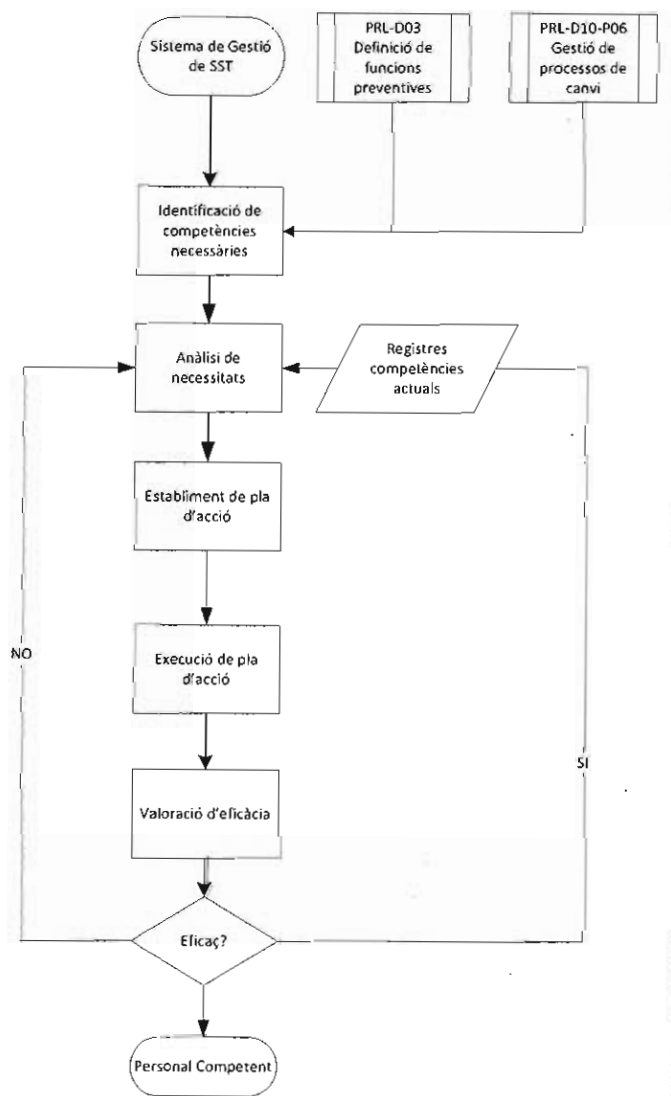 Sistema de Gestió
de SST
PRL-D03
Definició de
funcions
preventives
PRL-D10-P06
Gestió de
processos de
canvi
Identificació de
competències
necessàries
Anàlisi de
necessitats
Registres
competències
actuals
Establiment de pla
d'acció
Execució de pla
d'acció
NO
SI
Valoració d'eficàcia
Eficaç?
Personal Competent